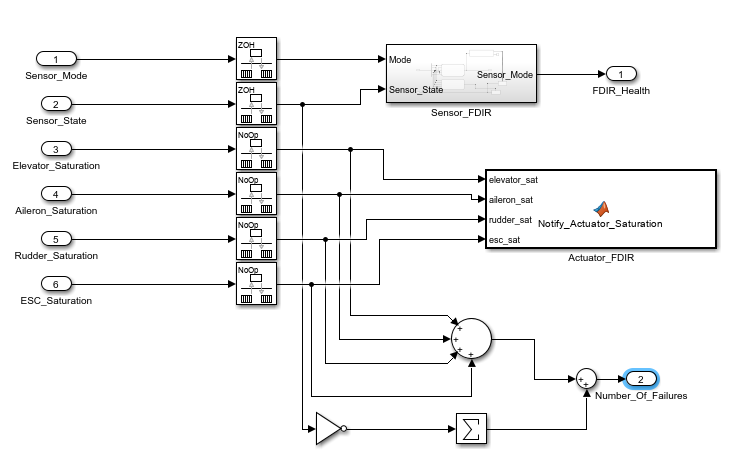 1
Sensor_Mode
ZOH
Mode
Sensor_State
Sensor_Mode
Sensor_FDIR
1
FDIR_Health
2
Sensor_State
ZOH
3
Elevator_Saturation
NoOp
4
Aileron_Saturation
NoOp
5
Rudder_Saturation
NoOp
6
ESC_Saturation
NoOp
elevator_sat
aileron_sat
rudder_sat
esc_sat
Notify_Actuator_Saturation
Actuator_FDIR
+
+
+
+
+
+
2
Number_Of_Failures
Σ